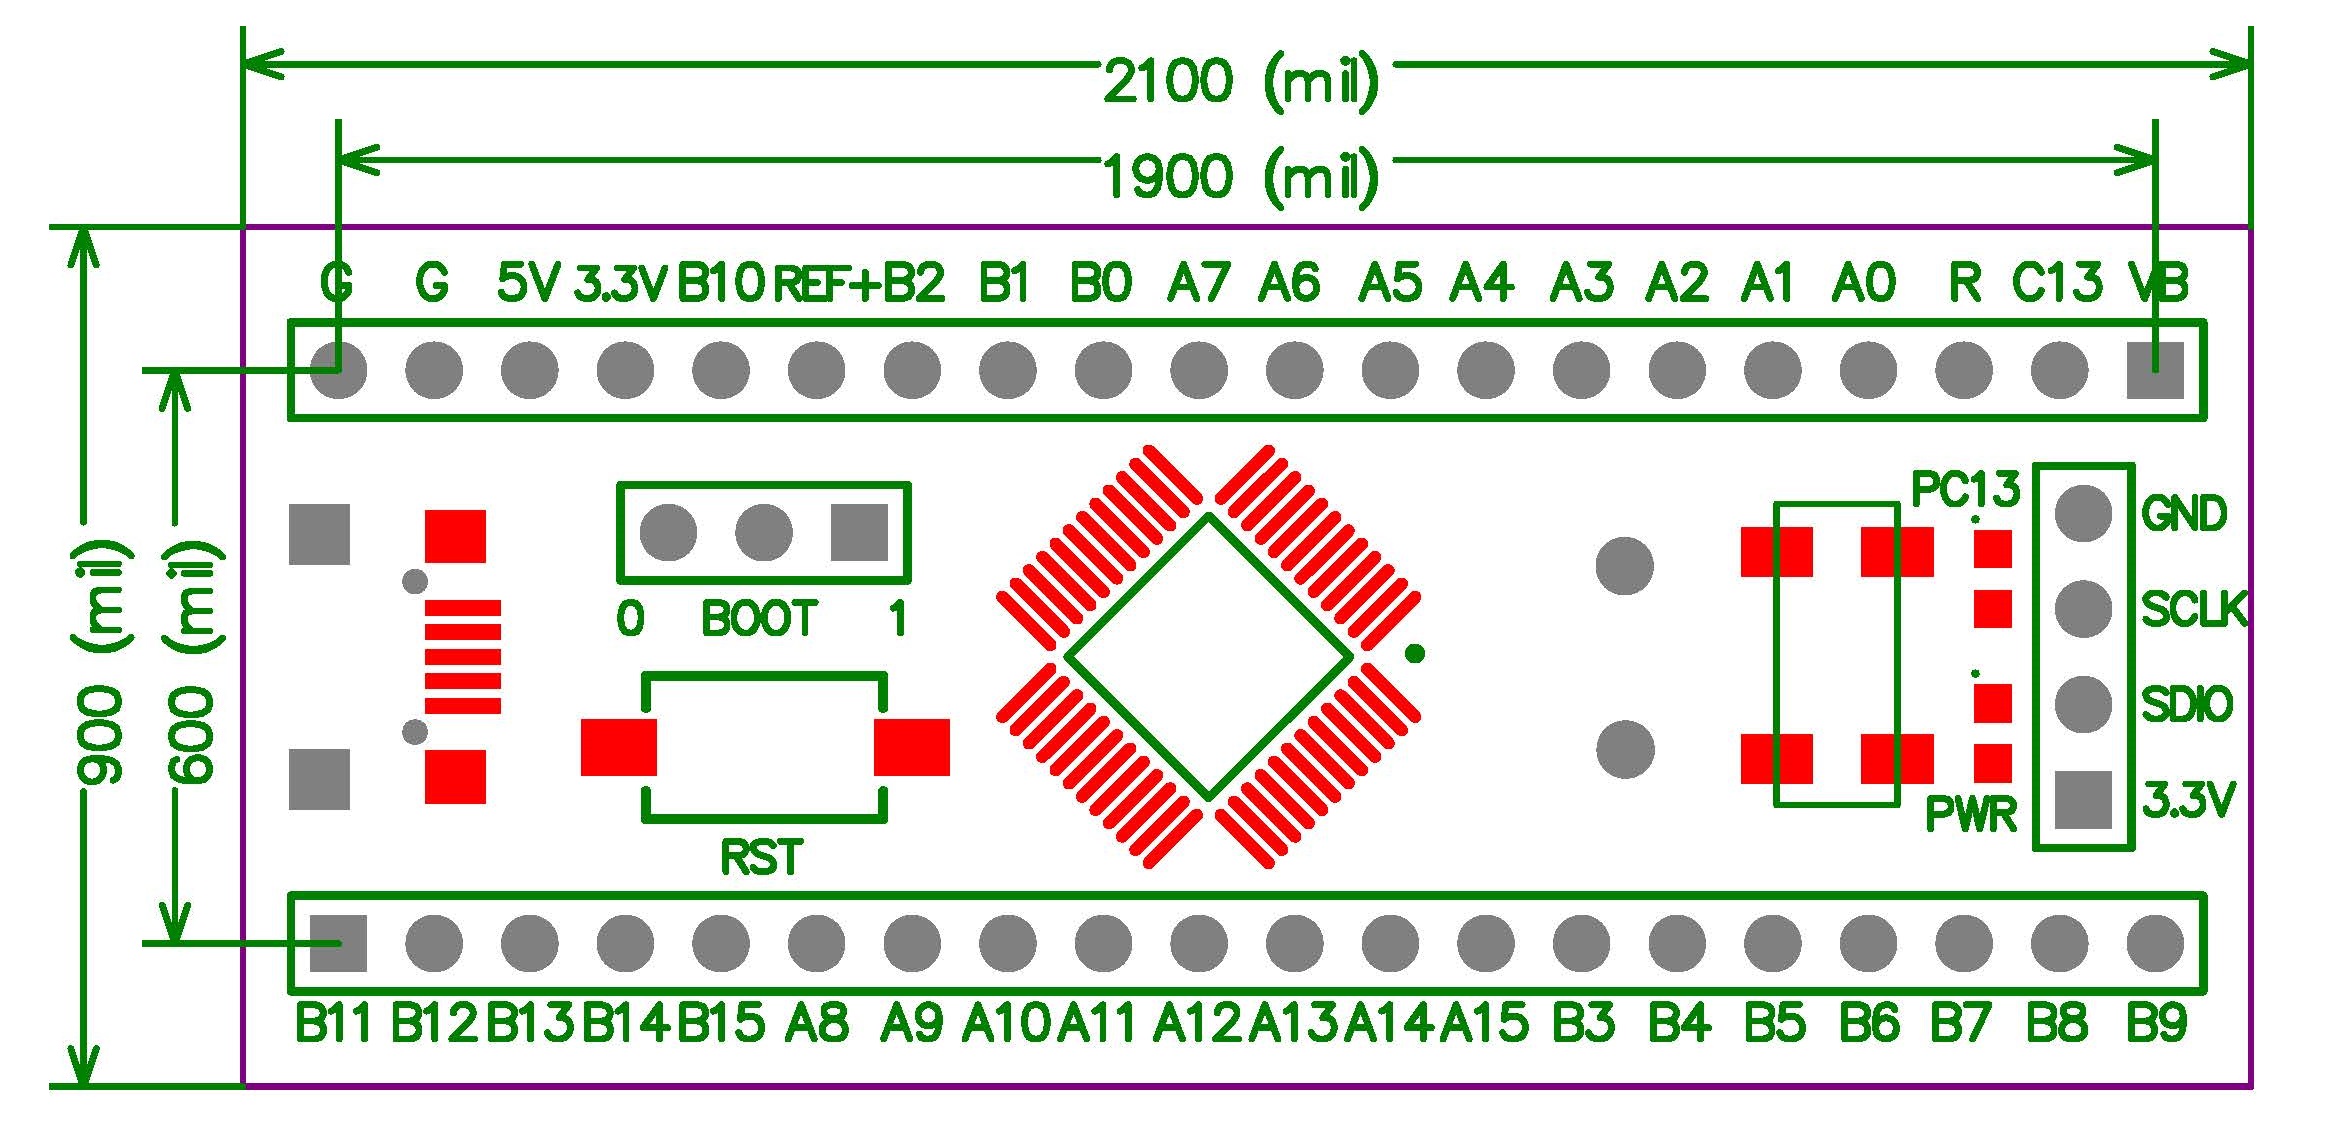 2100 (mil)
1900 (mil)
G G 5V 3.3V B10 REF+ B2 B1 B0 A7 A6 A5 A4 A3 A2 A1 A0 R C13 VB
900 (mil)
600 (mil)
0 BOOT 1
RST
PC13
PWR
GND
SCLK
SDIO
3.3V
B11 B12 B13 B14 B15 A8 A9 A10 A11 A12 A13 A14 A15 B3 B4 B5 B6 B7 B8 B9